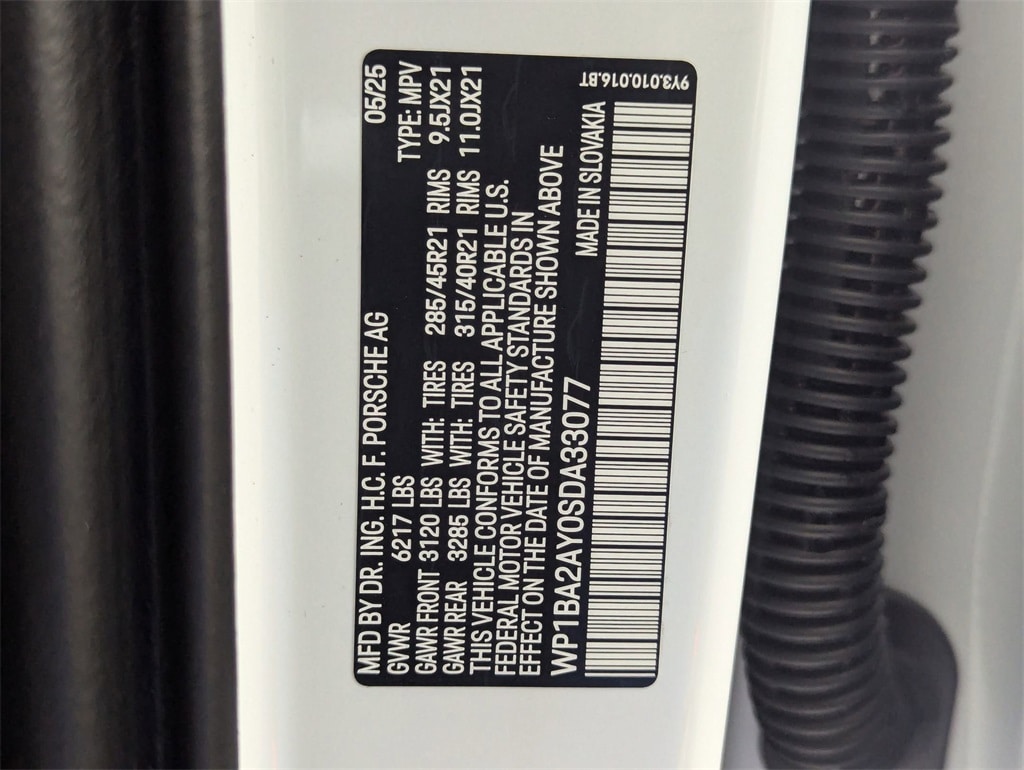 MFD BY DR. ING. H.C. F. PORSCHE AG 05/25
GVWR 6217 LBS TYPE: MPV
GAWR FRONT 3120 LBS WITH: TIRES 285/45R21 RIMS 9.5JX21
GAWR REAR 3285 LBS WITH: TIRES 315/40R21 RIMS 11.0JX21
THIS VEHICLE CONFORMS TO ALL APPLICABLE U.S.
FEDERAL MOTOR VEHICLE SAFETY STANDARDS IN
EFFECT ON THE DATE OF MANUFACTURE SHOWN ABOVE
WP1BA2AY0SDA33077 MADE IN SLOVAKIA
9Y3.010.016.BT